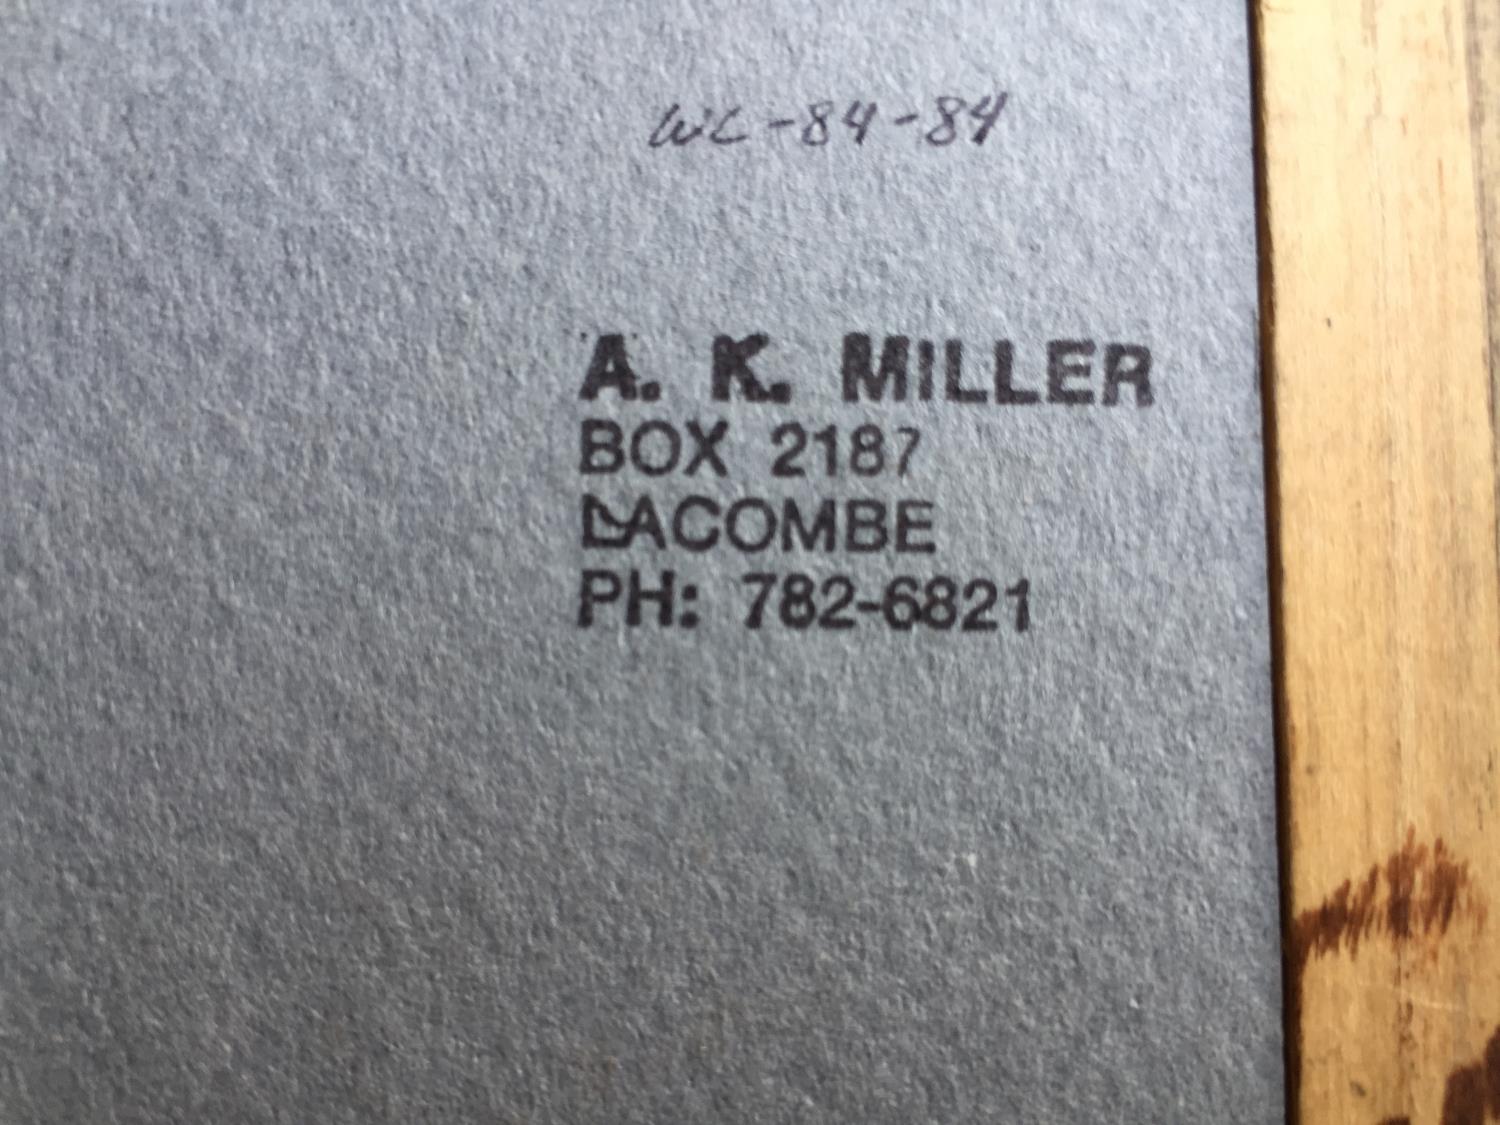 WC-84-84
A. K. MILLER
BOX 2187
LACOMBE
PH: 782-6821